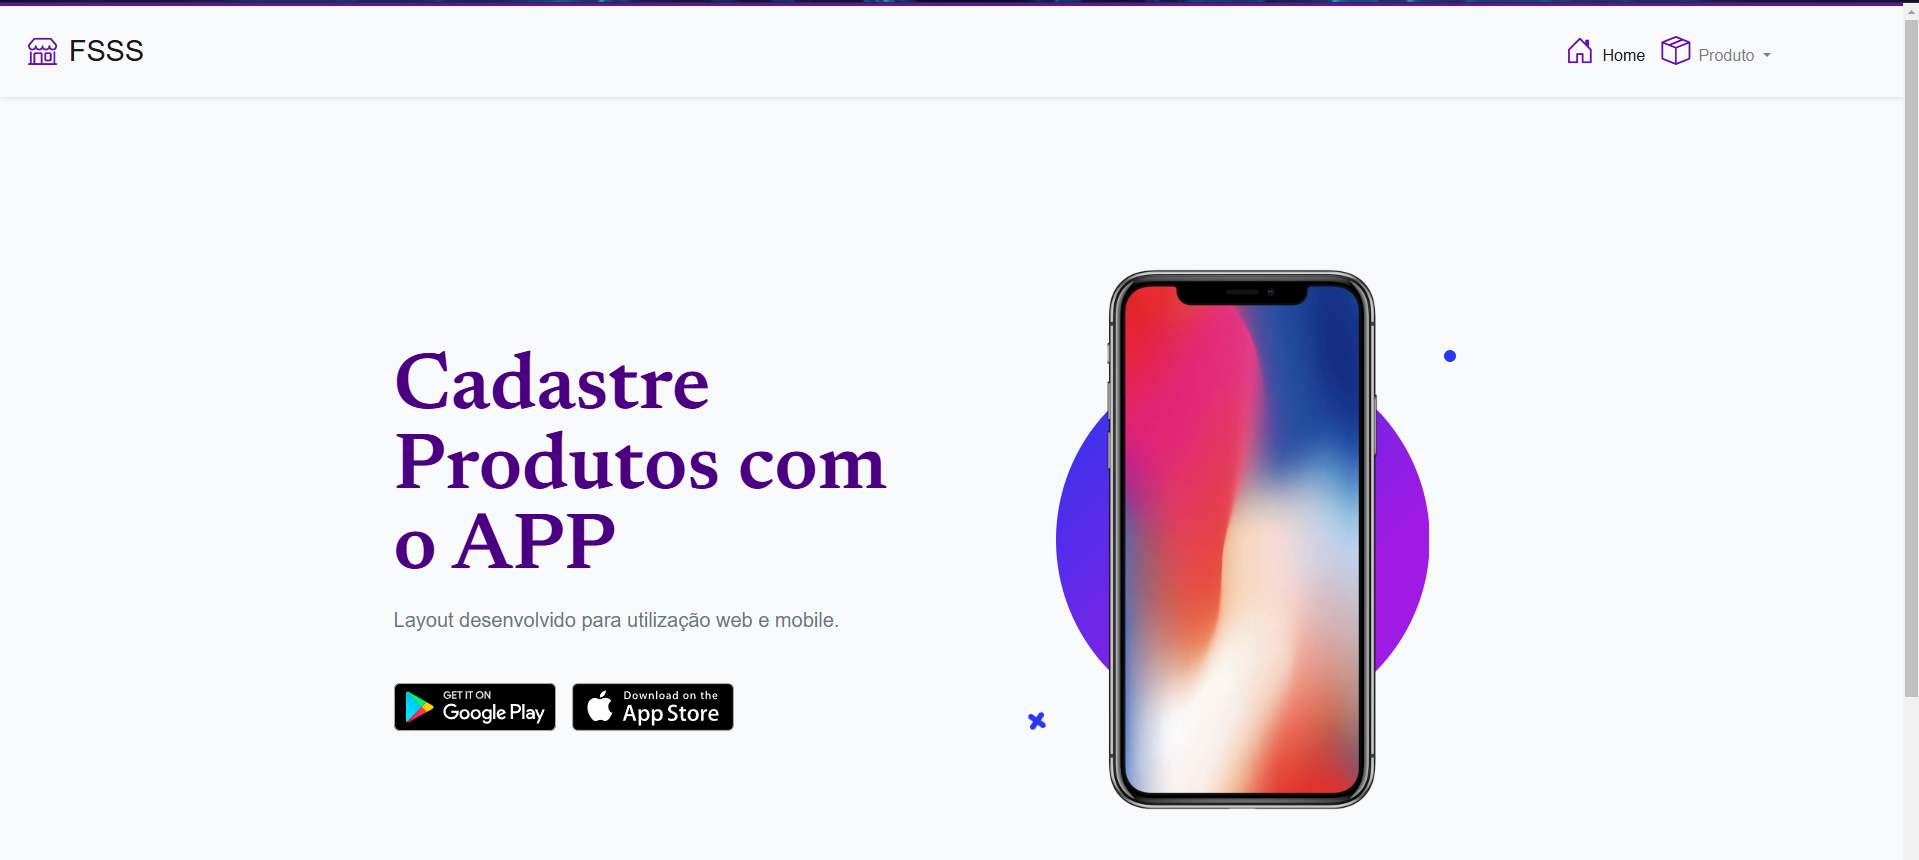 FSSS
Home
Produto
Cadastre
Produtos com
o APP
Layout desenvolvido para utilização web e mobile.
GET IT ON
Google Play
Download on the
App Store